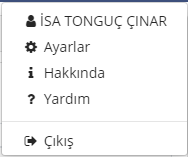 İSA TONGUÇ ÇINAR
Ayarlar
Hakkında
Yardım
Çıkış